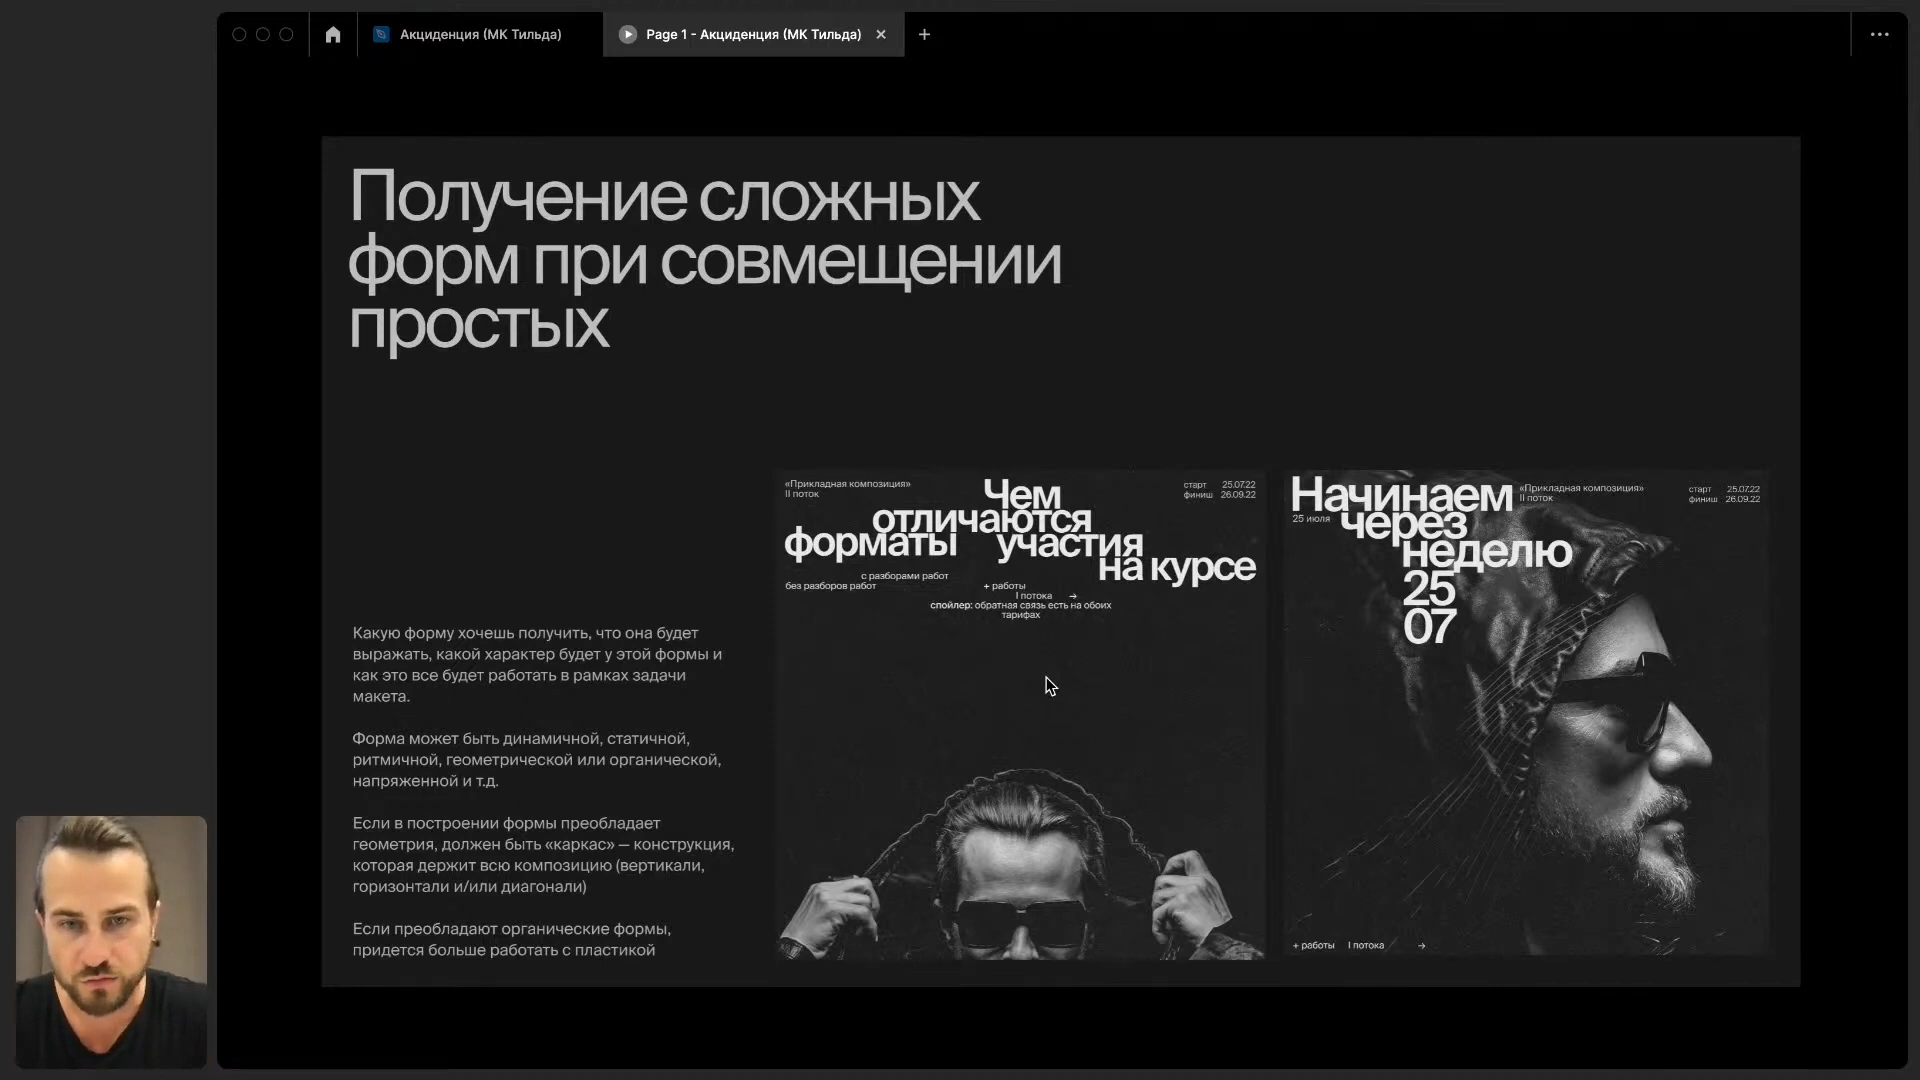 Акциденция (МК Тильда)
Page 1 - Акциденция (МК Тильда)
Получение сложных
форм при совмещении
простых
Какую форму хочешь получить, что она будет
выражать, какой характер будет у этой формы и
как это все будет работать в рамках задачи
макета.
Форма может быть динамичной, статичной,
ритмичной, геометрической или органической,
напряженной и т.д.
Если в построении формы преобладает
геометрия, должен быть «каркас» — конструкция,
которая держит всю композицию (вертикали,
горизонтали и/или диагонали)
Если преобладают органические формы,
придется больше работать с пластикой
«Прикладная композиция»
II поток
старт 25.07.22
финиш 26.09.22
Чем
отличаются
форматы участия
на курсе
с разборами работ
без разборов работ
+ работы
I потока →
спойлер: обратная связь есть на обоих
тарифах
Начинаем
через
неделю
25
07
25 июля
«Прикладная композиция»
II поток
старт 25.07.22
финиш 26.09.22
+ работы I потока →